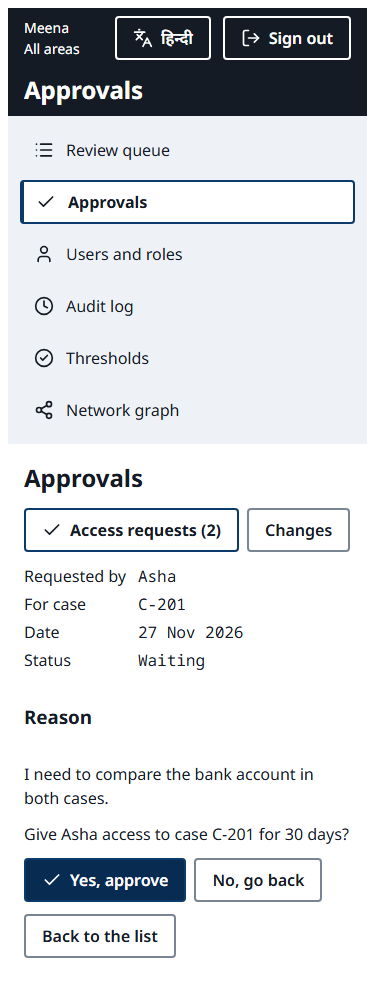 Meena
All areas
हिन्दी
Sign out
Approvals
Review queue
Approvals
Users and roles
Audit log
Thresholds
Network graph
Approvals
Access requests (2)
Changes
Requested by Asha
For case C-201
Date 27 Nov 2026
Status Waiting
Reason
I need to compare the bank account in
both cases.
Give Asha access to case C-201 for 30 days?
Yes, approve
No, go back
Back to the list